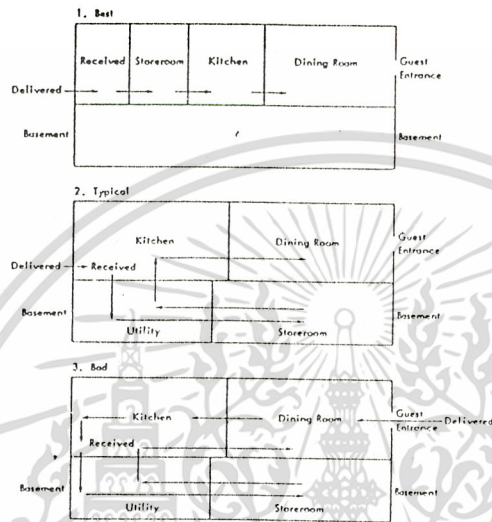 1. Best
Received Storeroom Kitchen Dining Room Guest Entrance
Delivered
Basement Basement
2. Typical
Kitchen Dining Room Guest Entrance
Delivered Received
Basement Basement
Utility Storeroom
3. Bad
Kitchen Dining Room Guest Entrance Delivered
Received
Basement Basement
Utility Storeroom